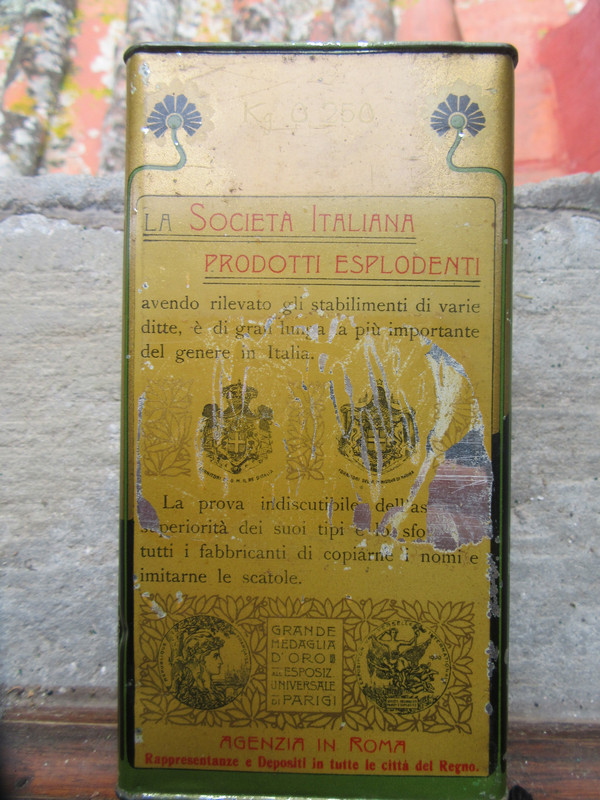 Kg 0,250
LA SOCIETÀ ITALIANA
PRODOTTI ESPLODENTI
avendo rilevato gli stabilimenti di varie
ditte, è di gran lunga la più importante
del genere in Italia.
La prova indiscutibile dell'as
superiorità dei suoi tipi è lo sfo
tutti i fabbricanti di copiarne i nomi e
imitarne le scatole.
GRANDE
MEDAGLIA
D'ORO
ALL'ESPOSIZ.
UNIVERSALE
DI PARIGI
AGENZIA IN ROMA
Rappresentanze e Depositi in tutte le città del Regno.